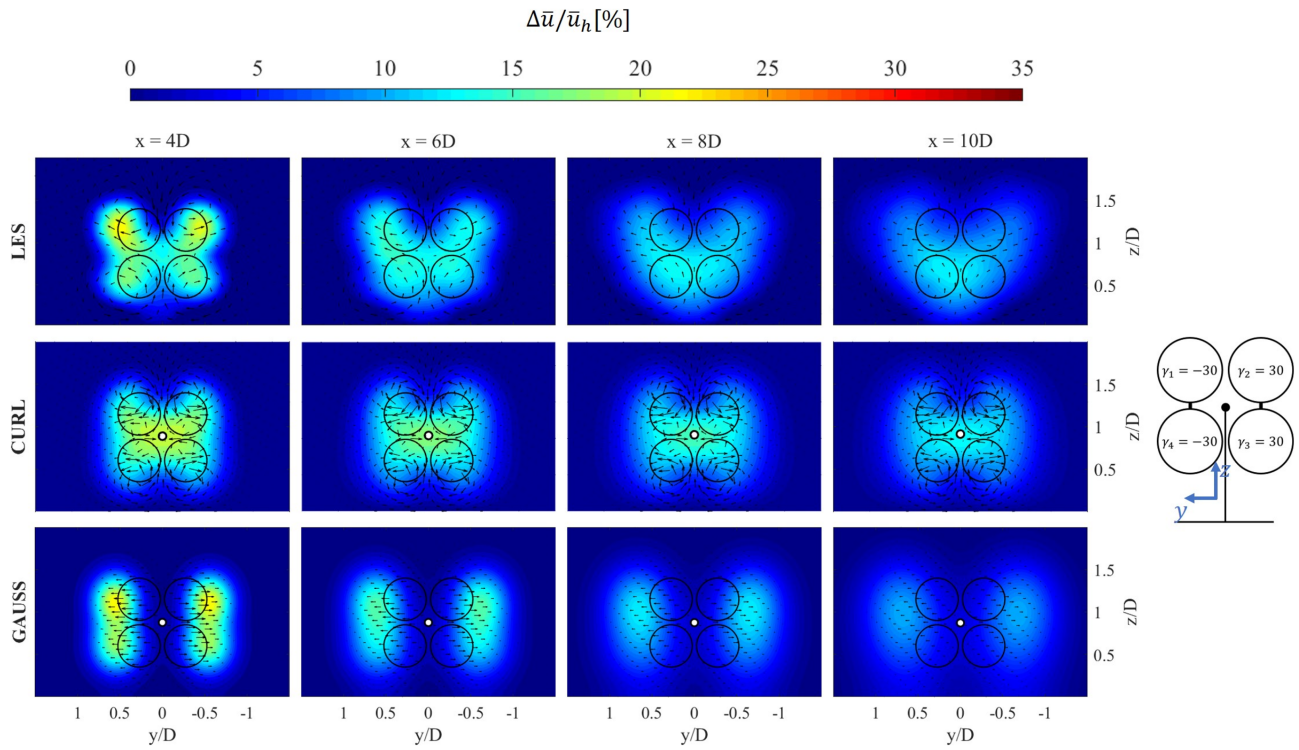 Δū/ū_h[%]
0 5 10 15 20 25 30 35
x = 4D x = 6D x = 8D x = 10D
LES
1.5
1
0.5
z/D
CURL
1.5
1
0.5
z/D
GAUSS
1.5
1
0.5
z/D
1 0.5 0 -0.5 -1 1 0.5 0 -0.5 -1 1 0.5 0 -0.5 -1 1 0.5 0 -0.5 -1
y/D y/D y/D y/D
γ₁ = −30 γ₂ = 30
γ₄ = −30 γ₃ = 30
z
y